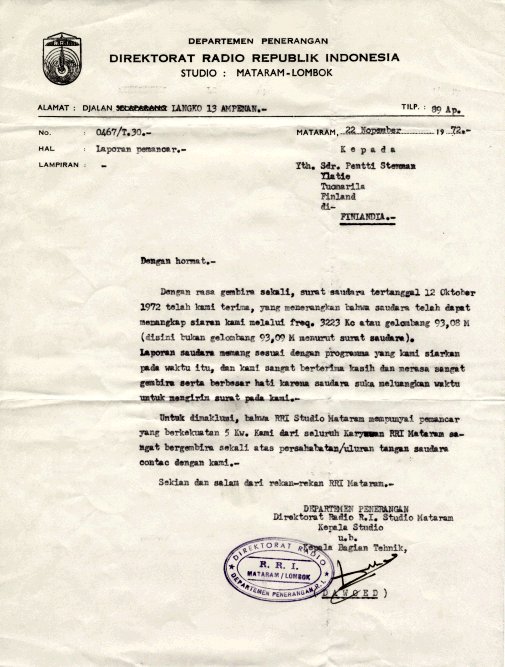 DEPARTEMEN PENERANGAN
DIREKTORAT RADIO REPUBLIK INDONESIA
STUDIO : MATARAM-LOMBOK
ALAMAT : DJALAN LANGKO 13 AMPENAN.-
TILP. : 89 Ap.
No. : 0467/T.30.-
MATARAM, 22 Nopember 19 72.-
HAL : Laporan pemancar.-
K e p a d a
LAMPIRAN : -
Yth. Sdr. Pentti Stenman
Ylatie
Tuomarila
Finland
di-
FINLANDIA.-
Dengan hormat.-
Dengan rasa gembira sekali, surat saudara tertanggal 12 Oktober
1972 telah kami terima, yang menerangkan bahwa saudara telah dapat
menangkap siaran kami melalui freq. 3223 Kc atau gelombang 93,08 M
(disini bukan gelombang 93,09 M menurut surat saudara).
Laporan saudara memang sesuai dengan programma yang kami siarkan
pada waktu itu, dan kami sangat berterima kasih dan merasa sangat
gembira serta berbesar hati karena saudara suka meluangkan waktu
untuk mengirim surat pada kami.-
Untuk dimaklumi, bahwa RRI Studio Mataram mempunyai pemancar
yang berkekuatan 5 Kw. Kami dari seluruh Karyawan RRI Mataram sa-
ngat bergembira sekali atas persahabatan/uluran tangan saudara
contac dengan kami.-
Sekian dan salam dari rekan-rekan RRI Mataram.-
DEPARTEMEN PENERANGAN
Direktorat Radio R.I. Studio Mataram
Kepala Studio
u.b.
Kepala Bagian Tehnik,
DIREKTORAT RADIO
R. R. I.
MATARAM / LOMBOK
DEPARTEMEN PENERANGAN R.I.
( D A W O E D )